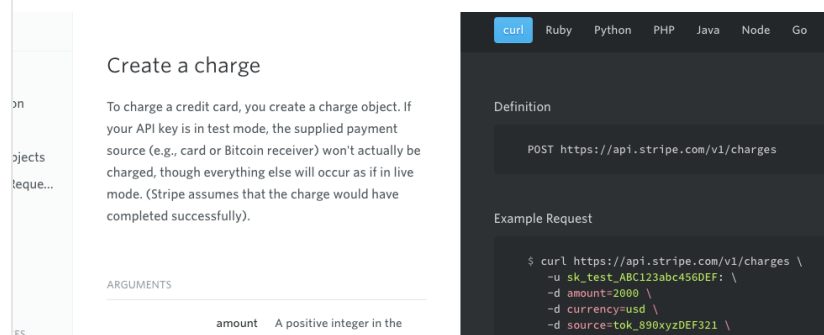 curl Ruby Python PHP Java Node Go
Create a charge
To charge a credit card, you create a charge object. If
your API key is in test mode, the supplied payment
source (e.g., card or Bitcoin receiver) won't actually be
charged, though everything else will occur as if in live
mode. (Stripe assumes that the charge would have
completed successfully).
ARGUMENTS
amount A positive integer in the
Definition
POST https://api.stripe.com/v1/charges
Example Request
$ curl https://api.stripe.com/v1/charges \
-u sk_test_ABC123abc456DEF: \
-d amount=2000 \
-d currency=usd \
-d source=tok_890xyzDEF321 \